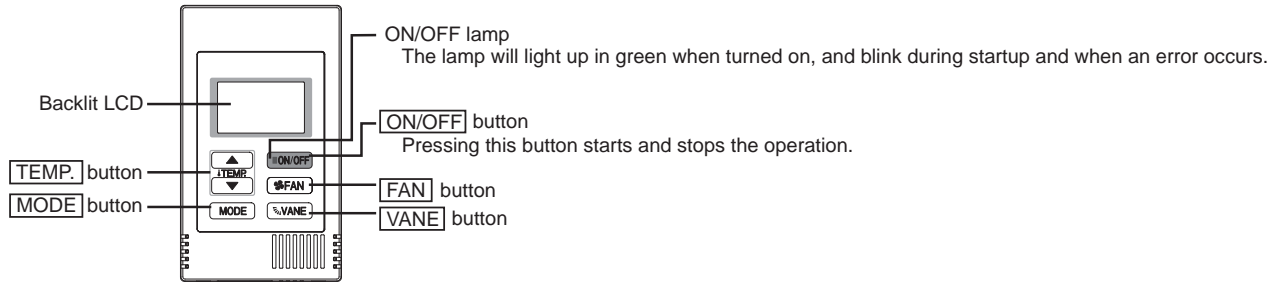 ON/OFF lamp
The lamp will light up in green when turned on, and blink during startup and when an error occurs.
Backlit LCD
ON/OFF button
Pressing this button starts and stops the operation.
ON/OFF
TEMP.
TEMP. button
FAN
FAN button
MODE button
MODE
VANE
VANE button